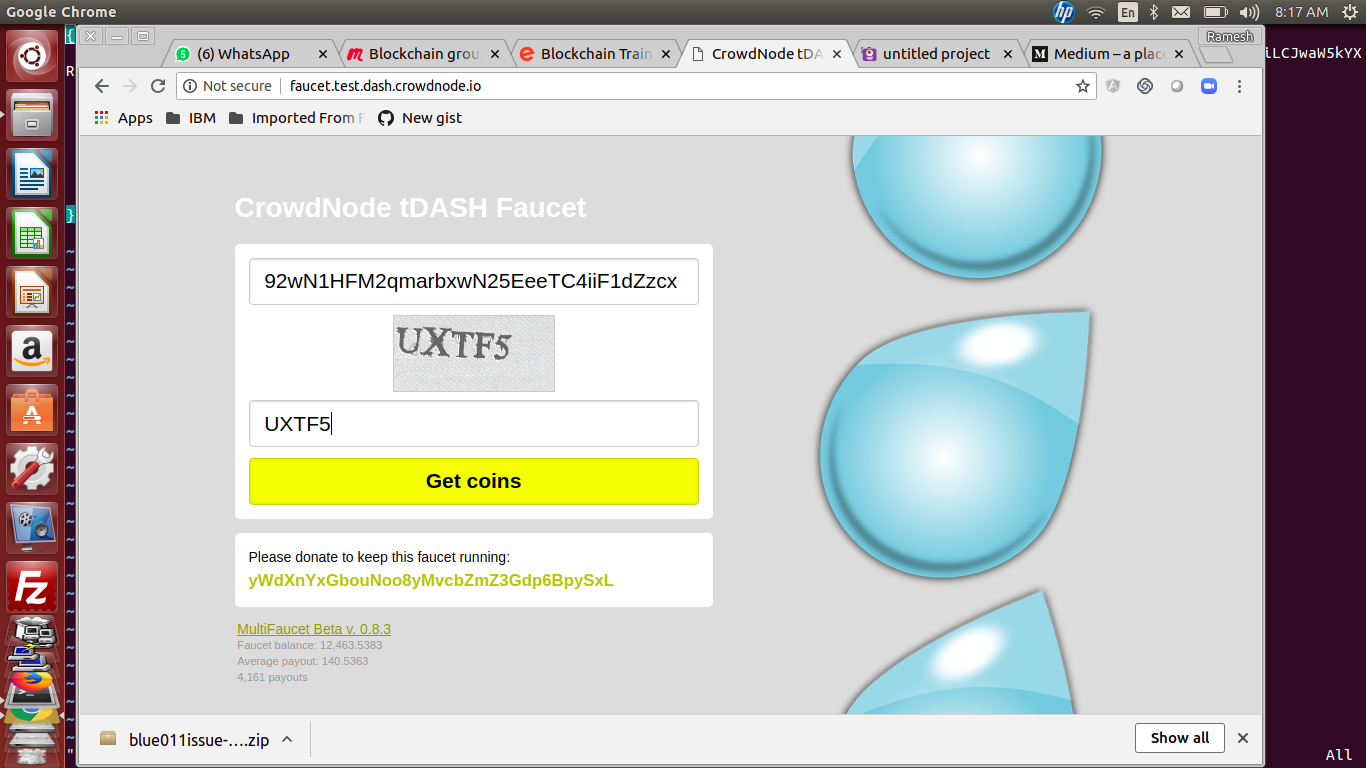 Google Chrome
hp
En
8:17 AM
Ramesh
(6) WhatsApp
Blockchain grou
Blockchain Train
CrowdNode tDA
untitled project
Medium – a place
iLCJwaW5kYX
{
R
Not secure
faucet.test.dash.crowdnode.io
Apps
IBM
Imported From F
New gist
CrowdNode tDASH Faucet
92wN1HFM2qmarbxwN25EeeTC4iiF1dZzcx
UXTF5
UXTF5
Get coins
Please donate to keep this faucet running:
yWdXnYxGbouNoo8yMvcbZmZ3Gdp6BpySxL
MultiFaucet Beta v. 0.8.3
Faucet balance: 12,463.5383
Average payout: 140.5363
4,161 payouts
}
a
A
Fz
blue011issue-....zip
Show all
"
All